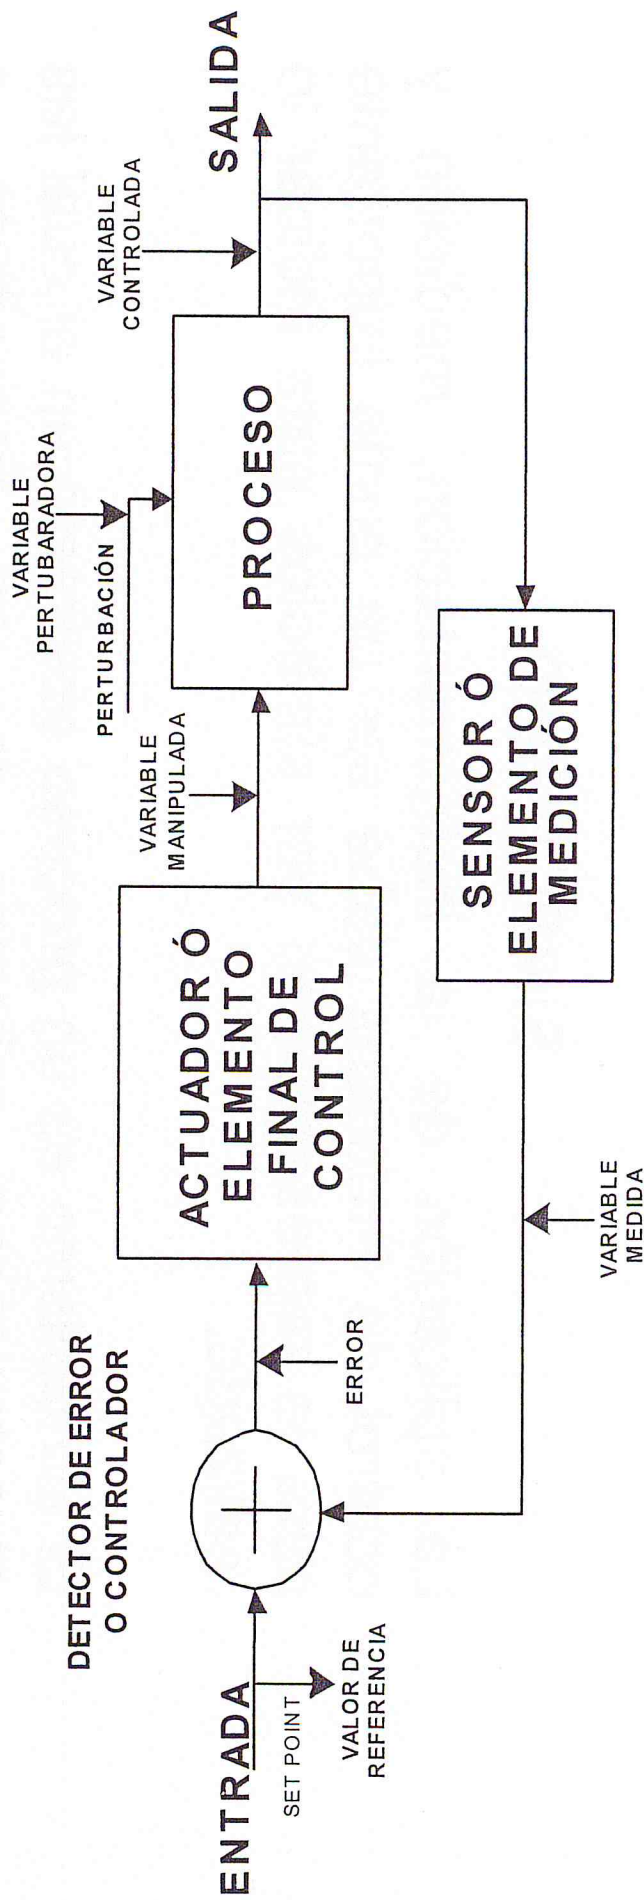 DETECTOR DE ERROR
O CONTROLADOR
ENTRADA
SET POINT
VALOR DE
REFERENCIA
ERROR
ACTUADOR Ó
ELEMENTO
FINAL DE
CONTROL
VARIABLE
MANIPULADA
PERTURBACIÓN
VARIABLE
PERTUBARADORA
PROCESO
VARIABLE
CONTROLADA
SALIDA
SENSOR Ó
ELEMENTO DE
MEDICIÓN
VARIABLE
MEDIDA